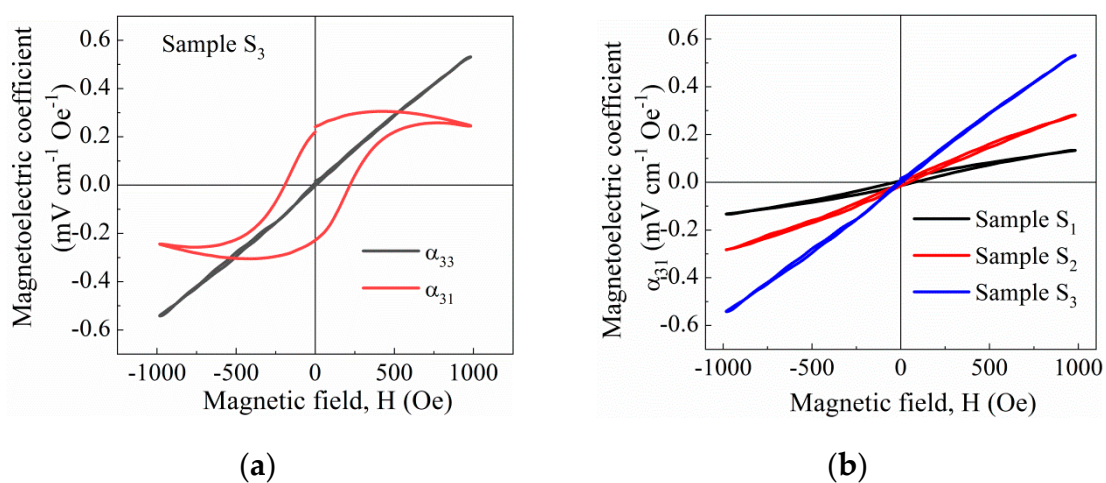 Magnetoelectric coefficient
(mV cm-1 Oe-1)
0.6
0.4
0.2
0.0
-0.2
-0.4
-0.6
Sample S3
α33
α31
-1000
-500
0
500
1000
Magnetic field, H (Oe)
(a)
Magnetoelectric coefficient
α31 (mV cm-1 Oe-1)
0.6
0.4
0.2
0.0
-0.2
-0.4
-0.6
Sample S1
Sample S2
Sample S3
-1000
-500
0
500
1000
Magnetic field, H (Oe)
(b)